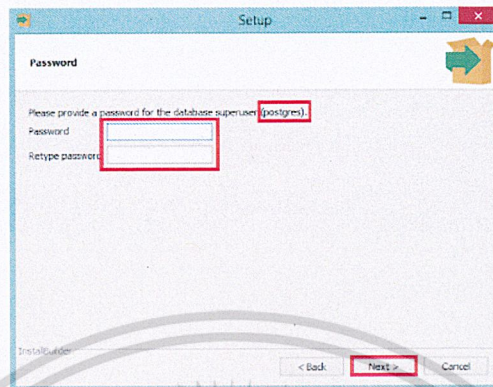 Setup
Password
Please provide a password for the database superuser (postgres).
Password
Retype password
InstallBuilder
< Back Next > Cancel